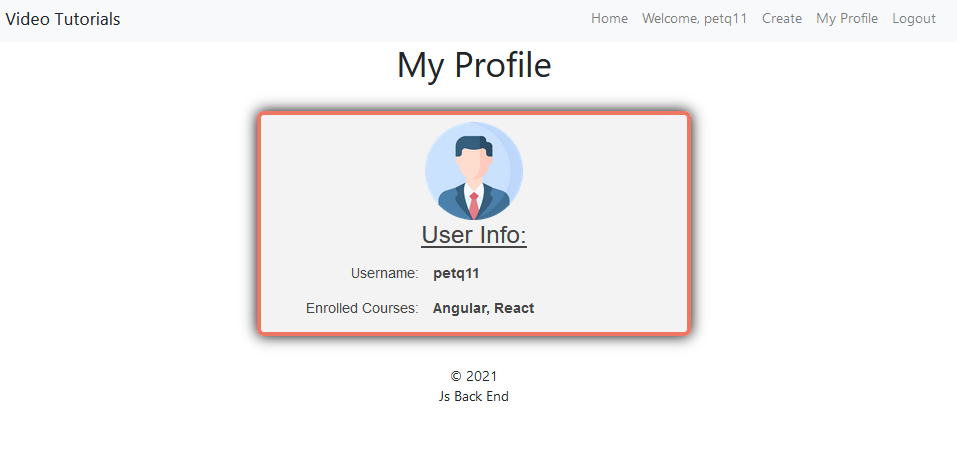 Video Tutorials Home Welcome, petq11 Create My Profile Logout
My Profile
User Info:
Username: petq11
Enrolled Courses: Angular, React
© 2021
Js Back End